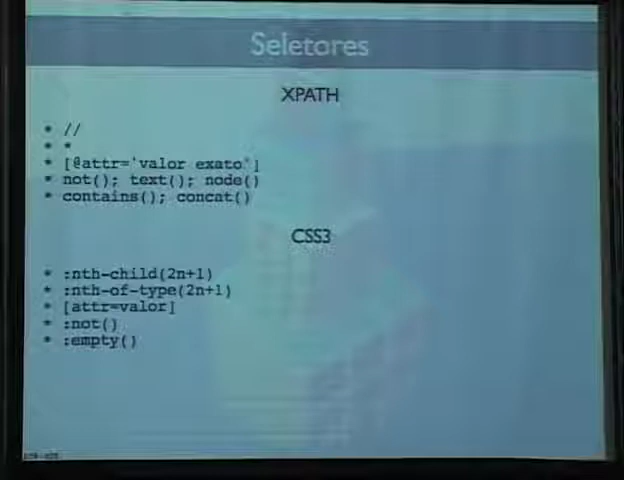 Seletores
XPATH
* //
* *
* [@attr='valor exato']
* not(); text(); node()
* contains(); concat()
CSS3
* :nth-child(2n+1)
* :nth-of-type(2n+1)
* [attr=valor]
* :not()
* :empty()